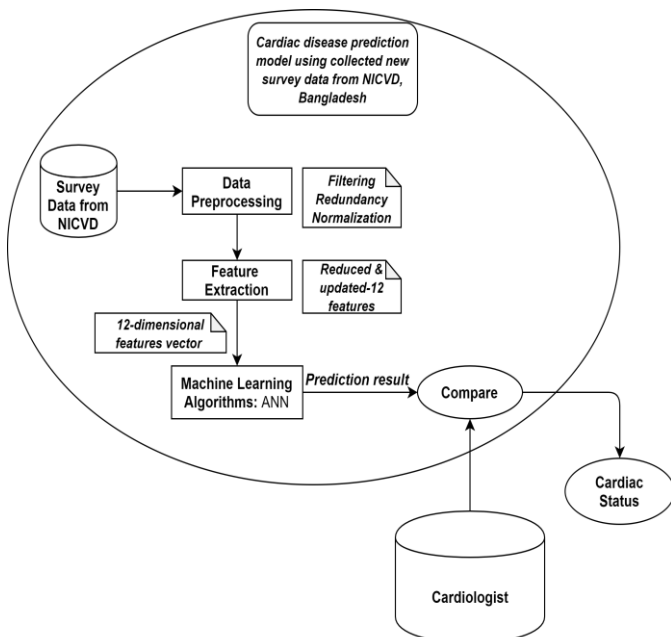 Cardiac disease prediction
model using collected new
survey data from NICVD,
Bangladesh
Survey
Data from
NICVD
Data
Preprocessing
Filtering
Redundancy
Normalization
Feature
Extraction
Reduced &
updated-12
features
12-dimensional
features vector
Machine Learning
Algorithms: ANN
Prediction result
Compare
Cardiac
Status
Cardiologist